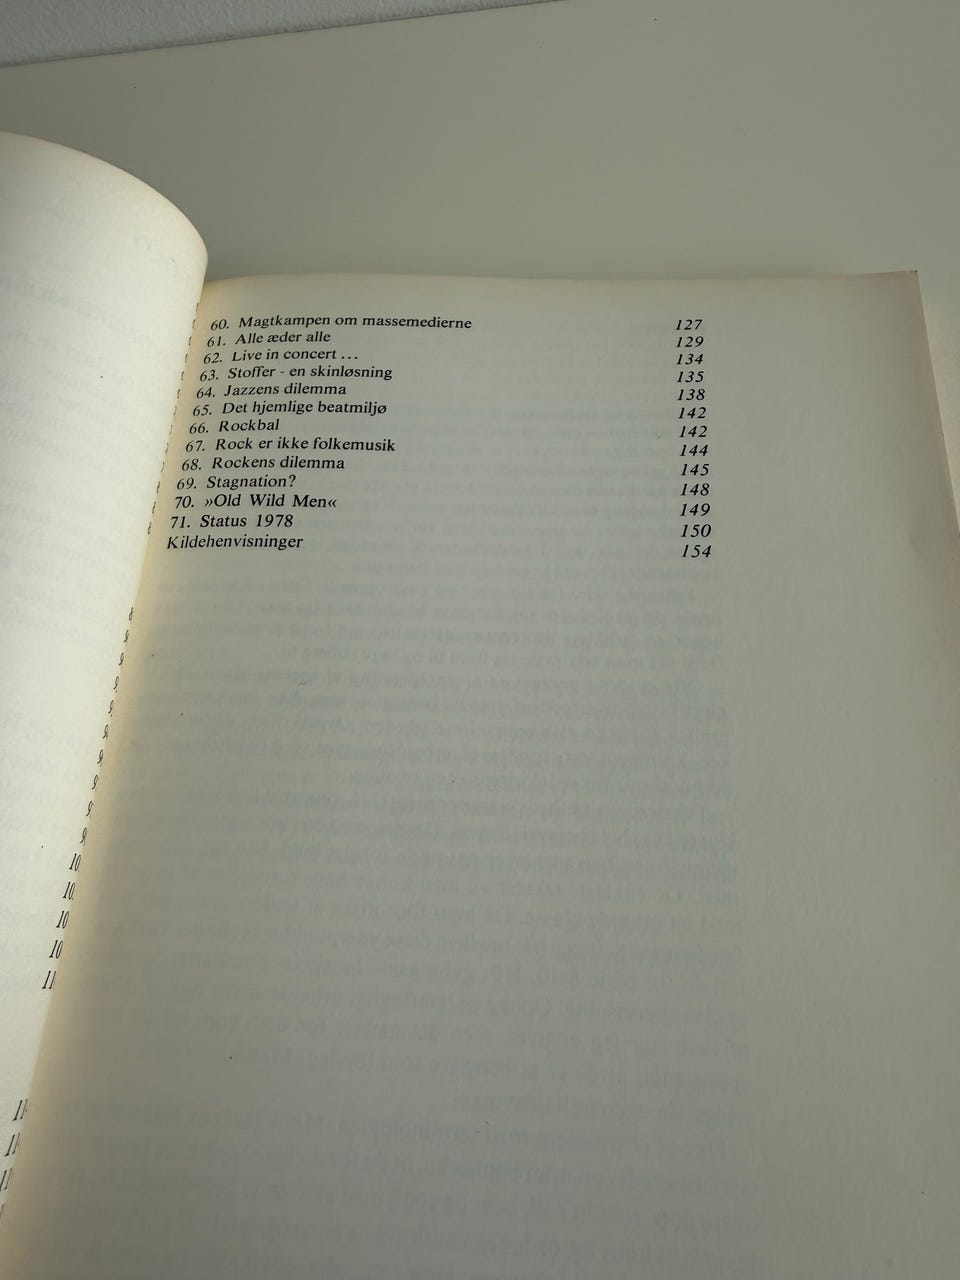 60. Magtkampen om massemedierne 127
61. Alle æder alle 129
62. Live in concert ... 134
63. Stoffer - en skinløsning 135
64. Jazzens dilemma 138
65. Det hjemlige beatmiljø 142
66. Rockbal 142
67. Rock er ikke folkemusik 144
68. Rockens dilemma 145
69. Stagnation? 148
70. »Old Wild Men« 149
71. Status 1978 150
Kildehenvisninger 154